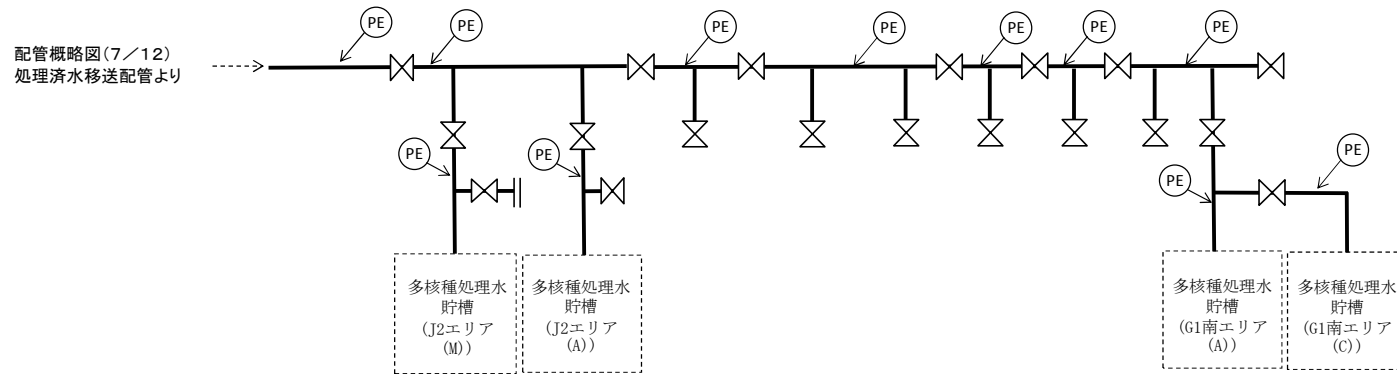 配管概略図(7／12)
処理済水移送配管より
PE
PE
PE
PE
PE
PE
PE
PE
PE
PE
PE
多核種処理水
貯槽
(J2エリア
(M))
多核種処理水
貯槽
(J2エリア
(A))
多核種処理水
貯槽
(G1南エリア
(A))
多核種処理水
貯槽
(G1南エリア
(C))